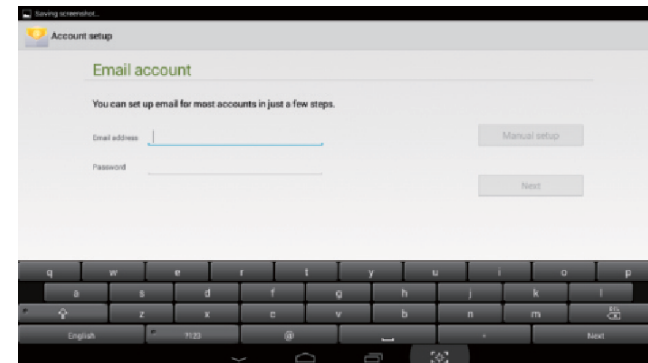 Saving screenshot...
Account setup
Email account
You can set up email for most accounts in just a few steps.
Email address
Manual setup
Password
Next
q w e r t y u i o p
a s d f g h j k l
z x c v b n m
English ?123 @ Next